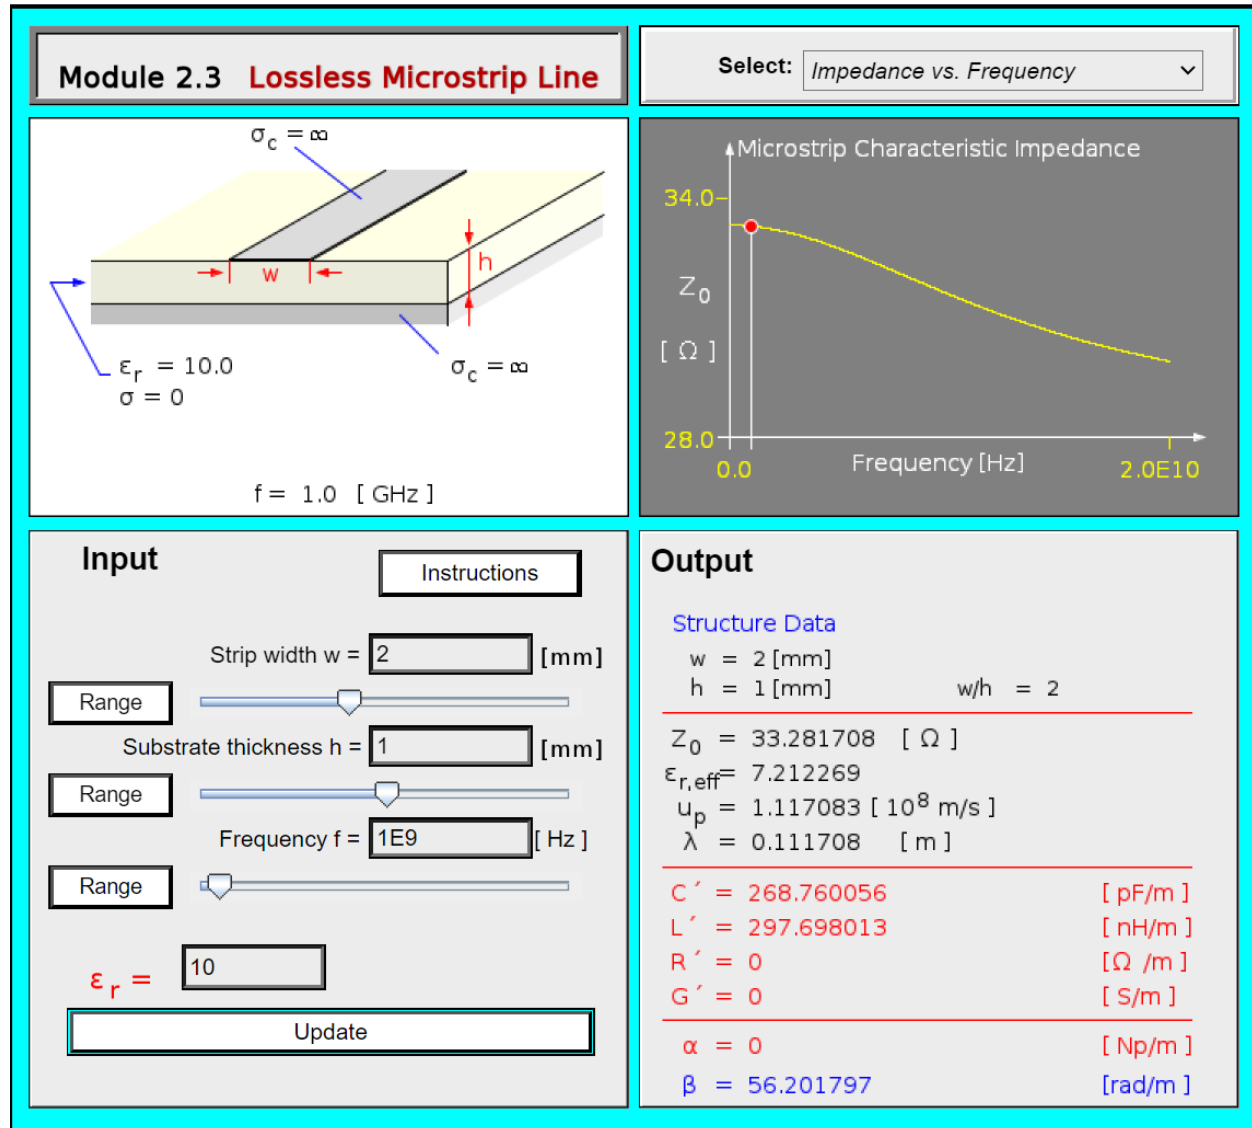 Module 2.3 Lossless Microstrip Line
Select: Impedance vs. Frequency
σc = ∞
w
h
εr = 10.0
σ = 0
σc = ∞
f = 1.0 [ GHz ]
Microstrip Characteristic Impedance
34.0
Z0
[ Ω ]
28.0
0.0
Frequency [Hz]
2.0E10
Input
Instructions
Strip width w = 2 [mm]
Range
Substrate thickness h = 1 [mm]
Range
Frequency f = 1E9 [ Hz ]
Range
εr = 10
Update
Output
Structure Data
w = 2 [mm]
h = 1 [mm] w/h = 2
Z0 = 33.281708 [ Ω ]
εr,eff= 7.212269
up = 1.117083 [ 10^8 m/s ]
λ = 0.111708 [ m ]
C´ = 268.760056 [ pF/m ]
L´ = 297.698013 [ nH/m ]
R´ = 0 [Ω /m ]
G´ = 0 [ S/m ]
α = 0 [ Np/m ]
β = 56.201797 [rad/m ]